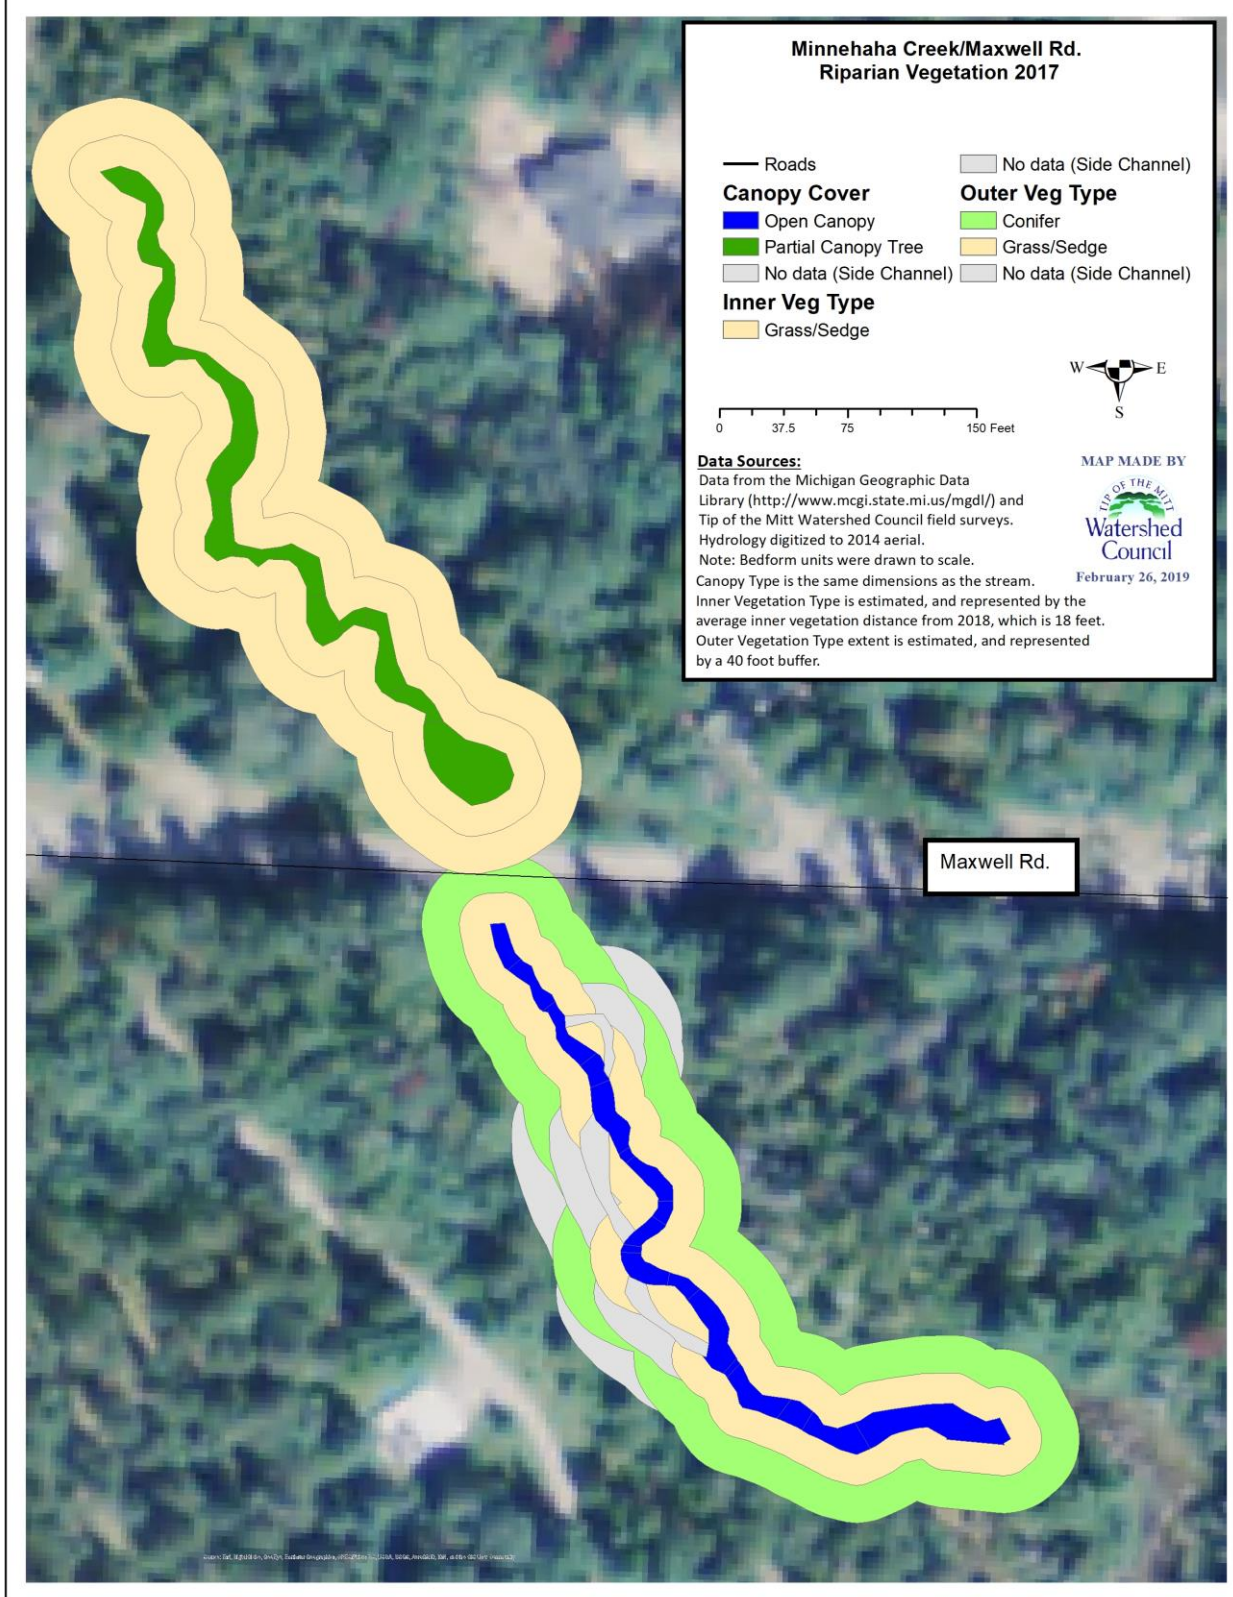 Minnehaha Creek/Maxwell Rd.
Riparian Vegetation 2017
Roads
Canopy Cover
Open Canopy
Partial Canopy Tree
No data (Side Channel)
Inner Veg Type
Grass/Sedge
No data (Side Channel)
Outer Veg Type
Conifer
Grass/Sedge
No data (Side Channel)
W E
S
0 37.5 75 150 Feet
Data Sources:
Data from the Michigan Geographic Data
Library (http://www.mcgi.state.mi.us/mgdl/) and
Tip of the Mitt Watershed Council field surveys.
Hydrology digitized to 2014 aerial.
Note: Bedform units were drawn to scale.
Canopy Type is the same dimensions as the stream.
Inner Vegetation Type is estimated, and represented by the
average inner vegetation distance from 2018, which is 18 feet.
Outer Vegetation Type extent is estimated, and represented
by a 40 foot buffer.
MAP MADE BY
TIP OF THE MITT
Watershed
Council
February 26, 2019
Maxwell Rd.